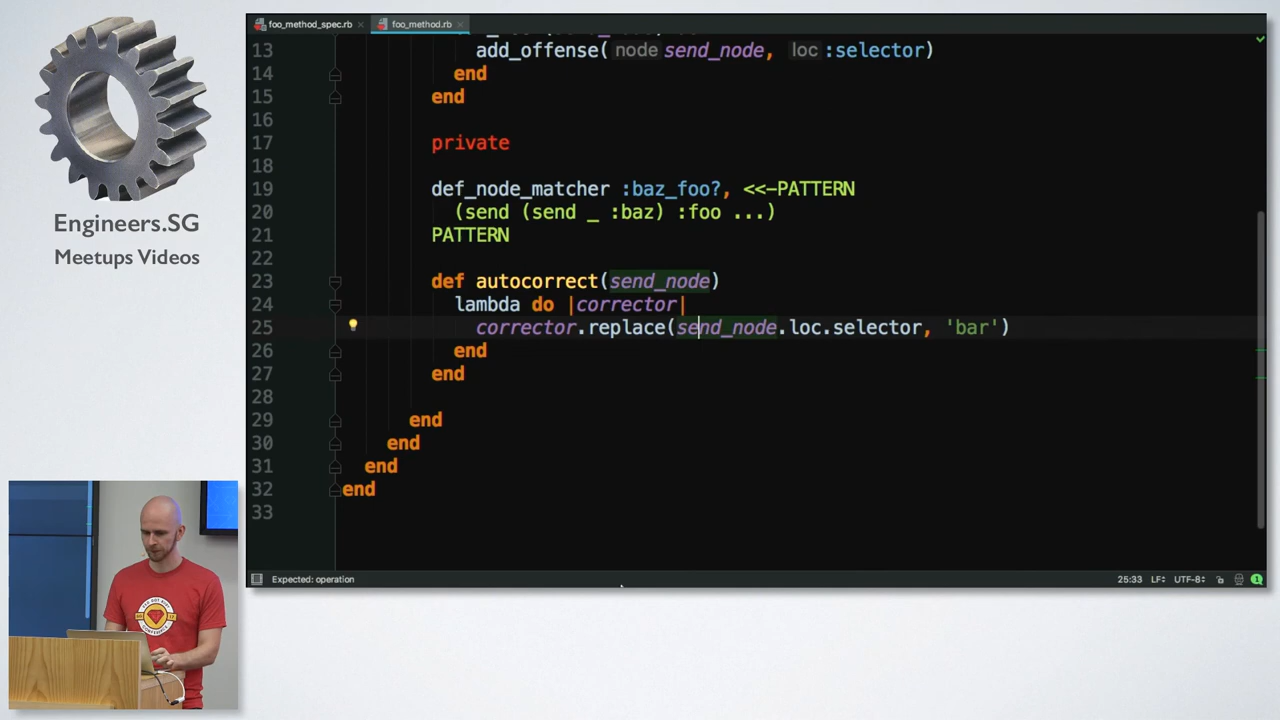 foo_method_spec.rb
foo_method.rb
13 add_offense( node send_node, loc :selector)
14 end
15 end
16
17 private
18
19 def_node_matcher :baz_foo?, <<-PATTERN
20 (send (send _ :baz) :foo ...)
21 PATTERN
22
23 def autocorrect(send_node)
24 lambda do |corrector|
25 corrector.replace(send_node.loc.selector, 'bar')
26 end
27 end
28
29 end
30 end
31 end
32 end
33
Expected: operation
25:33 LF UTF-8 1
Engineers.SG
Meetups Videos